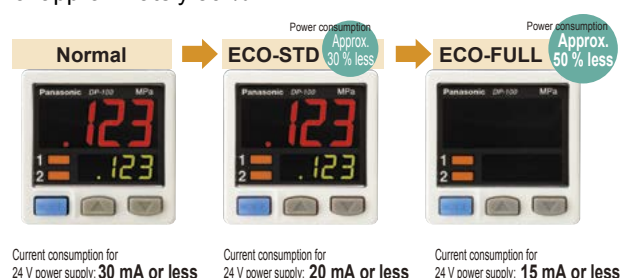 Power consumption
Power consumption
Normal
ECO-STD
Approx.
30 % less
ECO-FULL
Approx.
50 % less
Panasonic DP-100 MPa
.123
1
2 .123
Panasonic DP-100 MPa
.123
1
2 .123
Panasonic DP-100 MPa
1
2
Current consumption for
24 V power supply: 30 mA or less
Current consumption for
24 V power supply: 20 mA or less
Current consumption for
24 V power supply: 15 mA or less